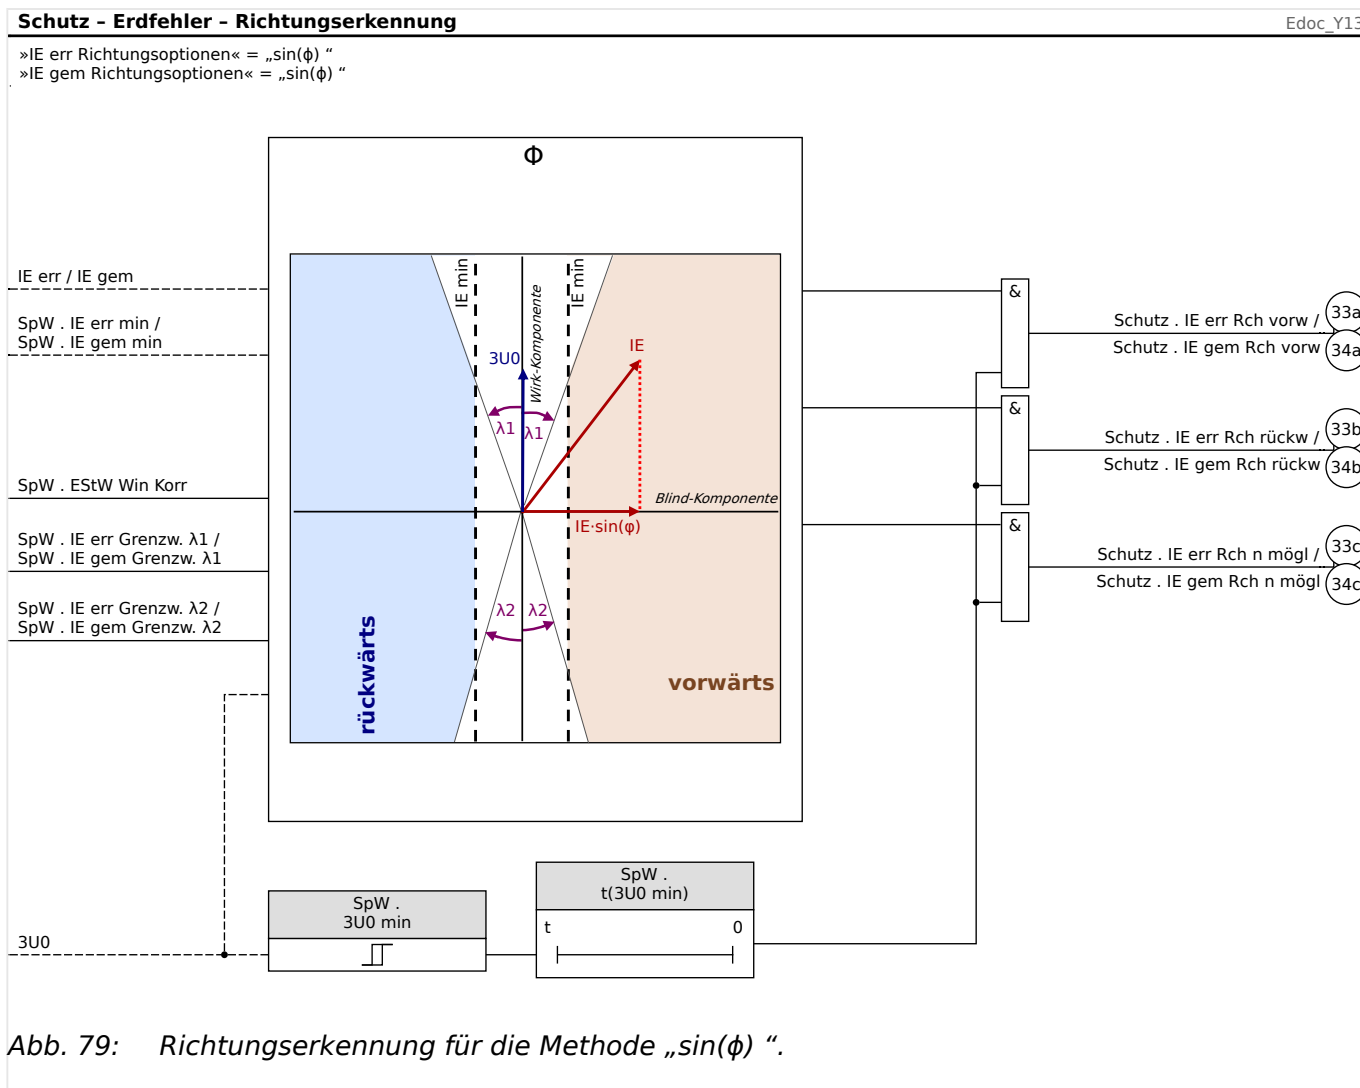 Schutz – Erdfehler – Richtungserkennung
Edoc_Y13
»IE err Richtungsoptionen« = „sin(ϕ) “
»IE gem Richtungsoptionen« = „sin(ϕ) “
Φ
IE err / IE gem
SpW . IE err min /
SpW . IE gem min
SpW . EStW Win Korr
SpW . IE err Grenzw. λ1 /
SpW . IE gem Grenzw. λ1
SpW . IE err Grenzw. λ2 /
SpW . IE gem Grenzw. λ2
IE min
Wirk-Komponente
IE min
3U0
IE
λ1
λ1
Blind-Komponente
IE·sin(φ)
λ2
λ2
rückwärts
vorwärts
&
Schutz . IE err Rch vorw /
33a
Schutz . IE gem Rch vorw
34a
&
Schutz . IE err Rch rückw /
33b
Schutz . IE gem Rch rückw
34b
&
Schutz . IE err Rch n mögl /
33c
Schutz . IE gem Rch n mögl
34c
SpW .
3U0 min
SpW .
t(3U0 min)
t
0
3U0
Abb. 79: Richtungserkennung für die Methode „sin(ϕ) “.